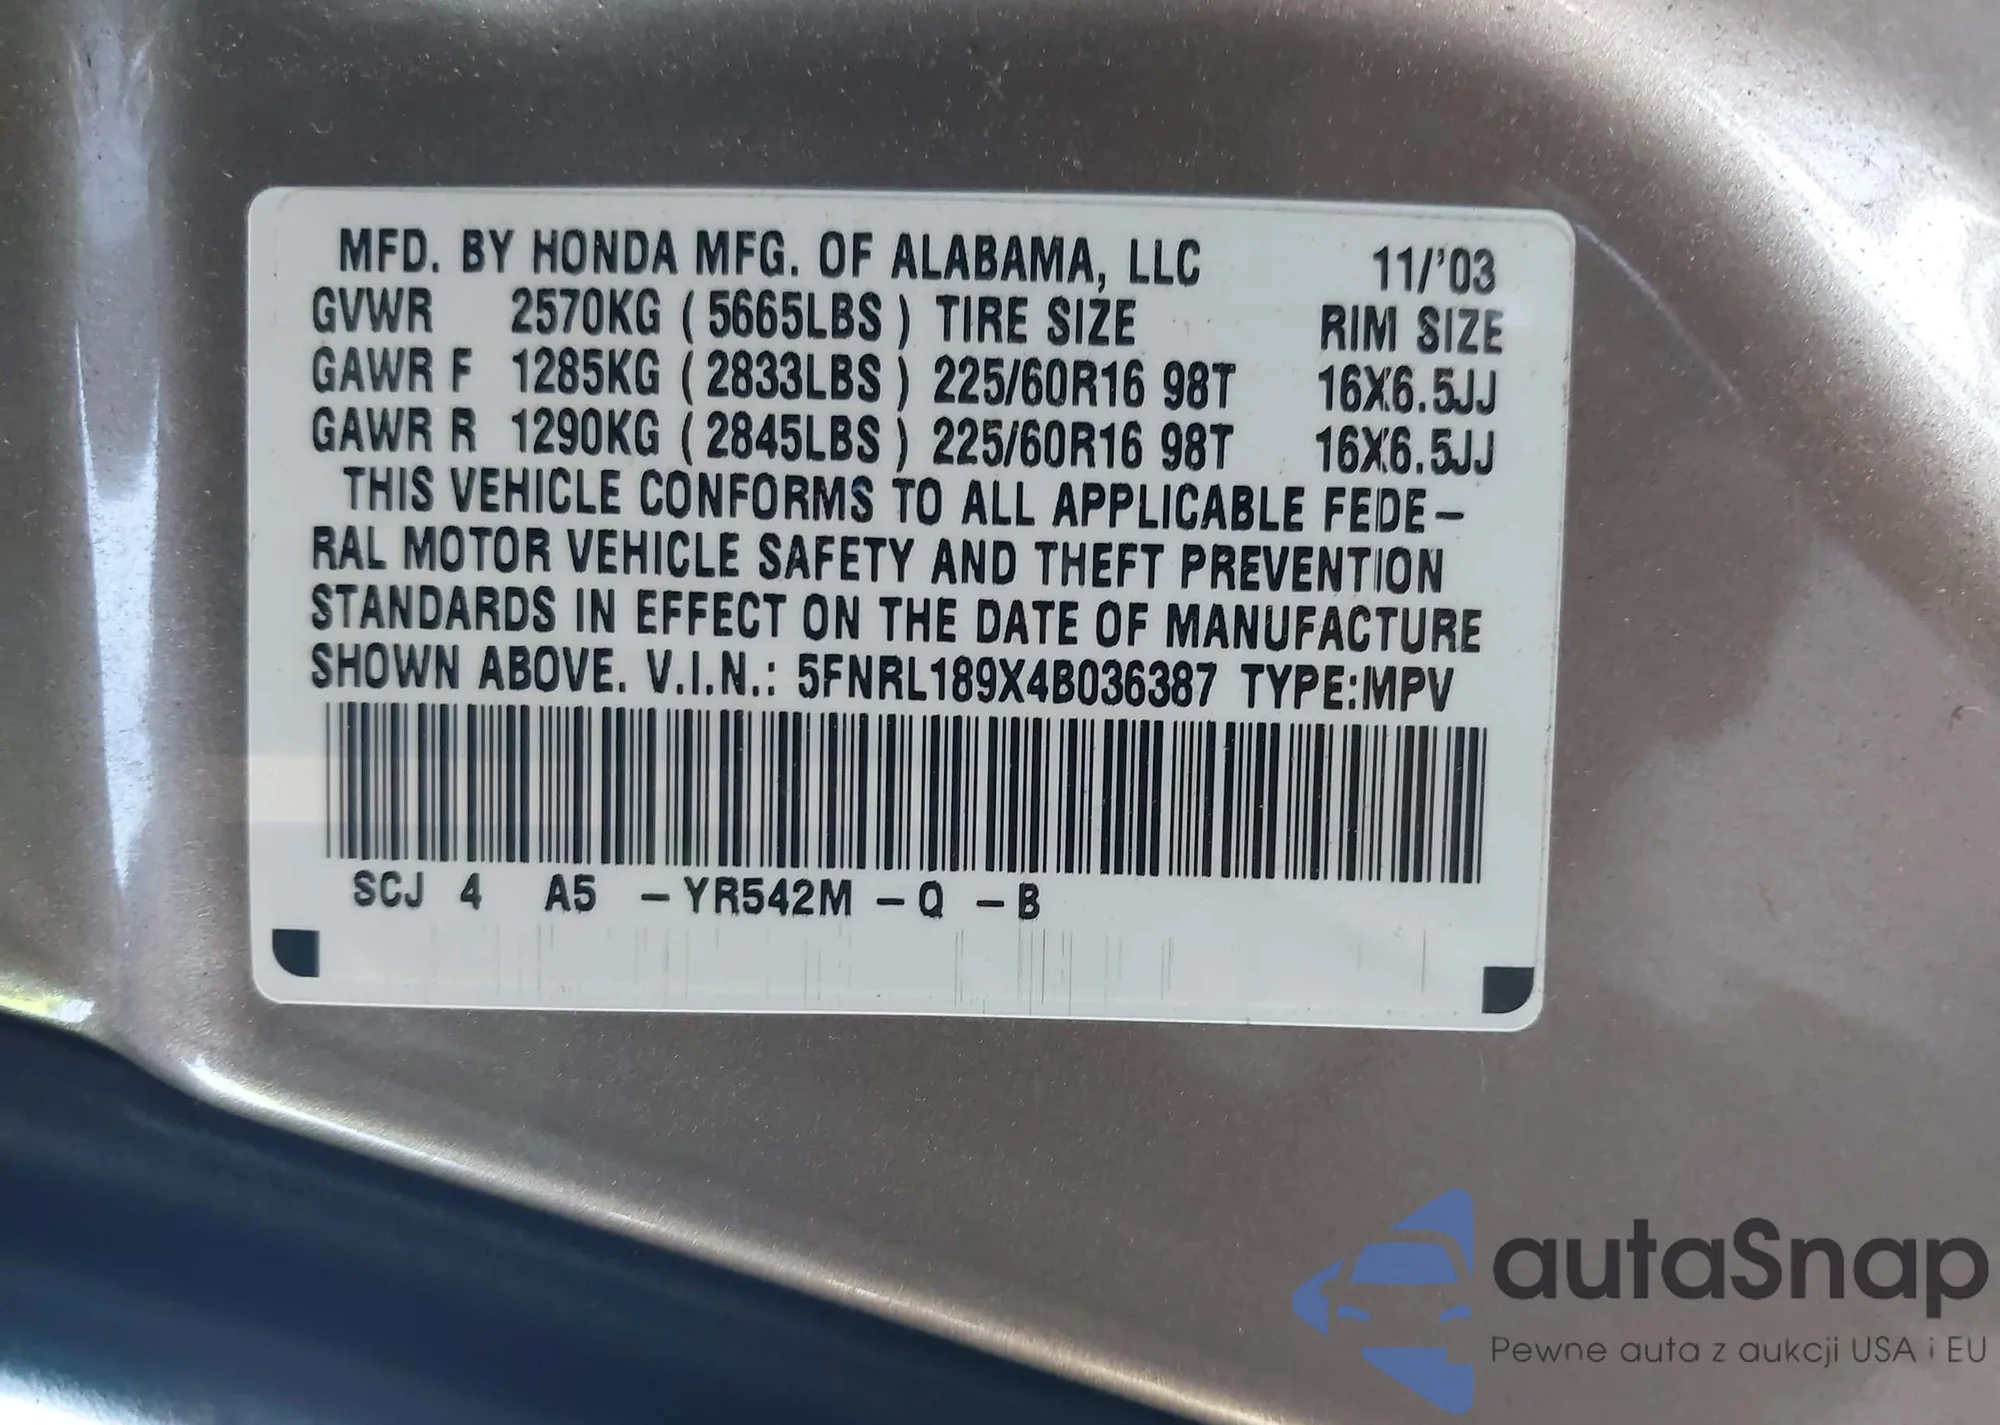 MFD. BY HONDA MFG. OF ALABAMA, LLC 11/'03
GVWR 2570KG ( 5665LBS ) TIRE SIZE RIM SIZE
GAWR F 1285KG ( 2833LBS ) 225/60R16 98T 16X6.5JJ
GAWR R 1290KG ( 2845LBS ) 225/60R16 98T 16X6.5JJ
THIS VEHICLE CONFORMS TO ALL APPLICABLE FEDE-
RAL MOTOR VEHICLE SAFETY AND THEFT PREVENTION
STANDARDS IN EFFECT ON THE DATE OF MANUFACTURE
SHOWN ABOVE. V.I.N.: 5FNRL189X4B036387 TYPE:MPV
SCJ 4 A5 -YR542M -Q -B
autaSnap
Pewne auta z aukcji USA i EU